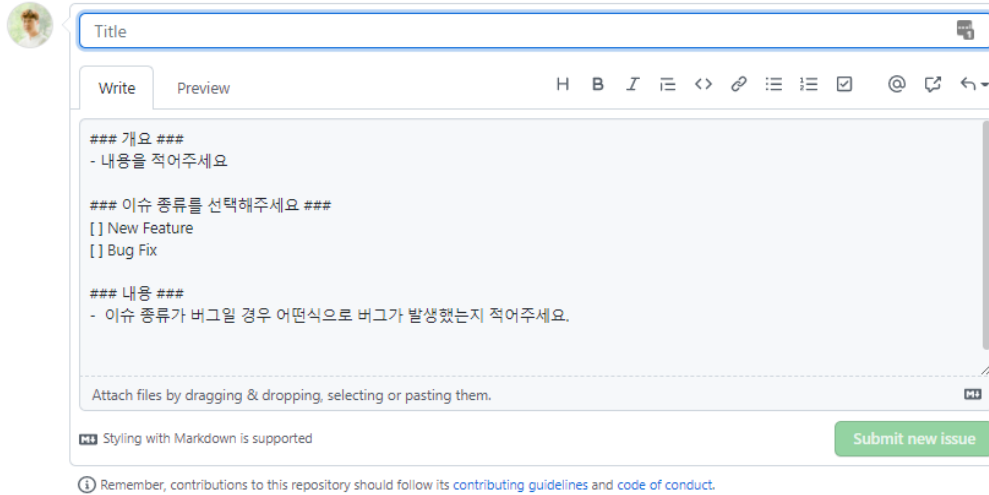 Title
Write Preview
### 개요 ###
- 내용을 적어주세요
### 이슈 종류를 선택해주세요 ###
[ ] New Feature
[ ] Bug Fix
### 내용 ###
- 이슈 종류가 버그일 경우 어떤식으로 버그가 발생했는지 적어주세요.
Attach files by dragging & dropping, selecting or pasting them.
Styling with Markdown is supported
Submit new issue
Remember, contributions to this repository should follow its contributing guidelines and code of conduct.